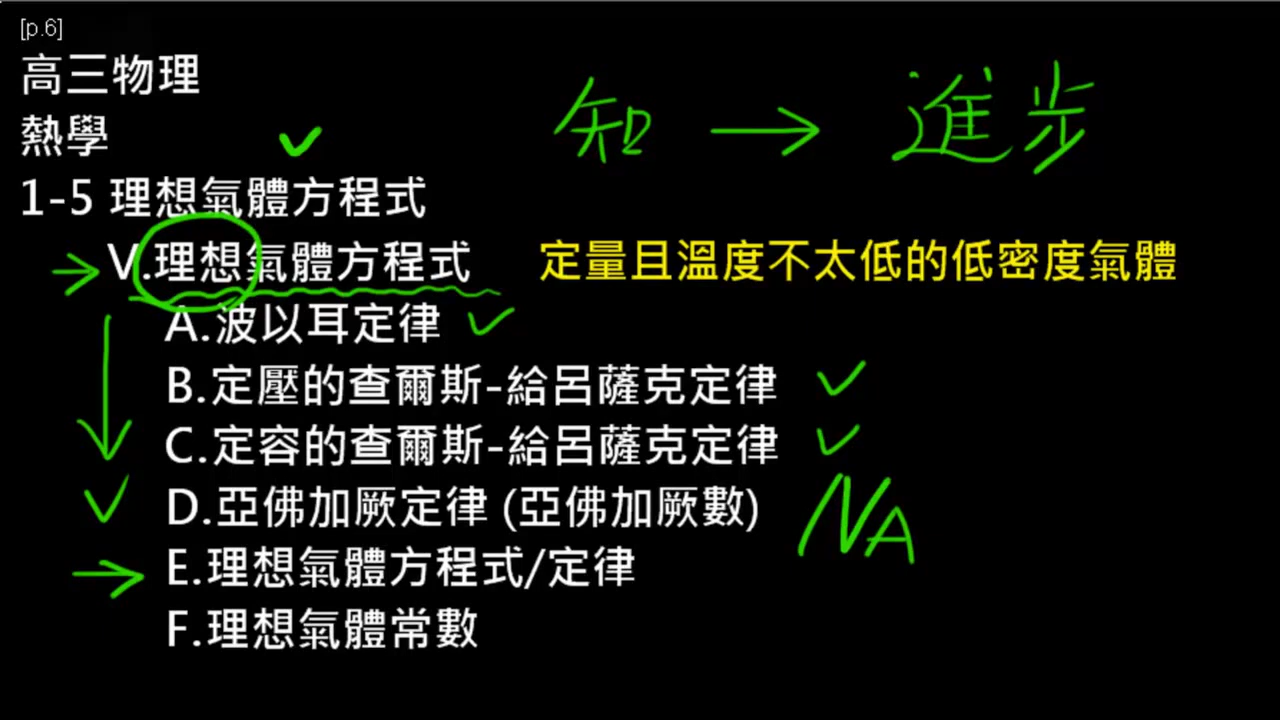 [p.6]
高三物理
熱學
知 → 進步
1-5 理想氣體方程式
V.理想氣體方程式 定量且溫度不太低的低密度氣體
A.波以耳定律
B.定壓的查爾斯-給呂薩克定律
C.定容的查爾斯-給呂薩克定律
D.亞佛加厥定律 (亞佛加厥數) NA
E.理想氣體方程式/定律
F.理想氣體常數